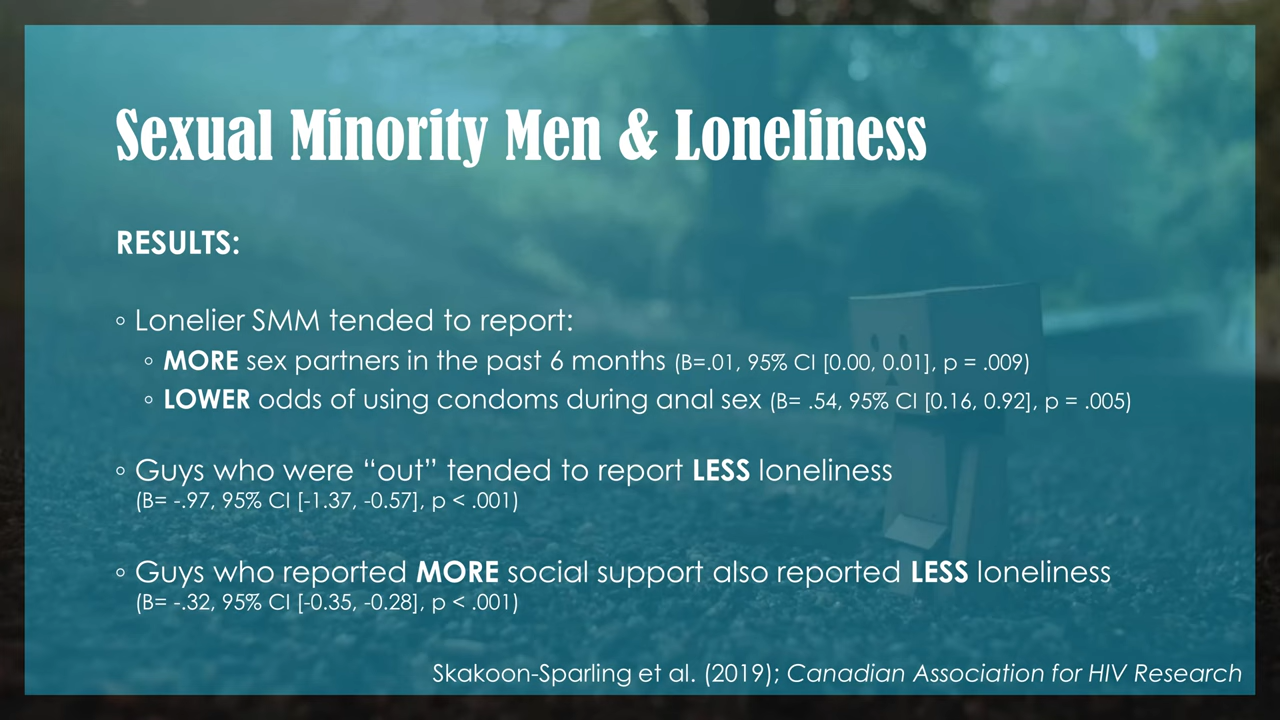 Sexual Minority Men & Loneliness
RESULTS:
◦ Lonelier SMM tended to report:
◦ MORE sex partners in the past 6 months (B=.01, 95% CI [0.00, 0.01], p = .009)
◦ LOWER odds of using condoms during anal sex (B= .54, 95% CI [0.16, 0.92], p = .005)
◦ Guys who were “out” tended to report LESS loneliness
(B= -.97, 95% CI [-1.37, -0.57], p < .001)
◦ Guys who reported MORE social support also reported LESS loneliness
(B= -.32, 95% CI [-0.35, -0.28], p < .001)
Skakoon-Sparling et al. (2019); Canadian Association for HIV Research